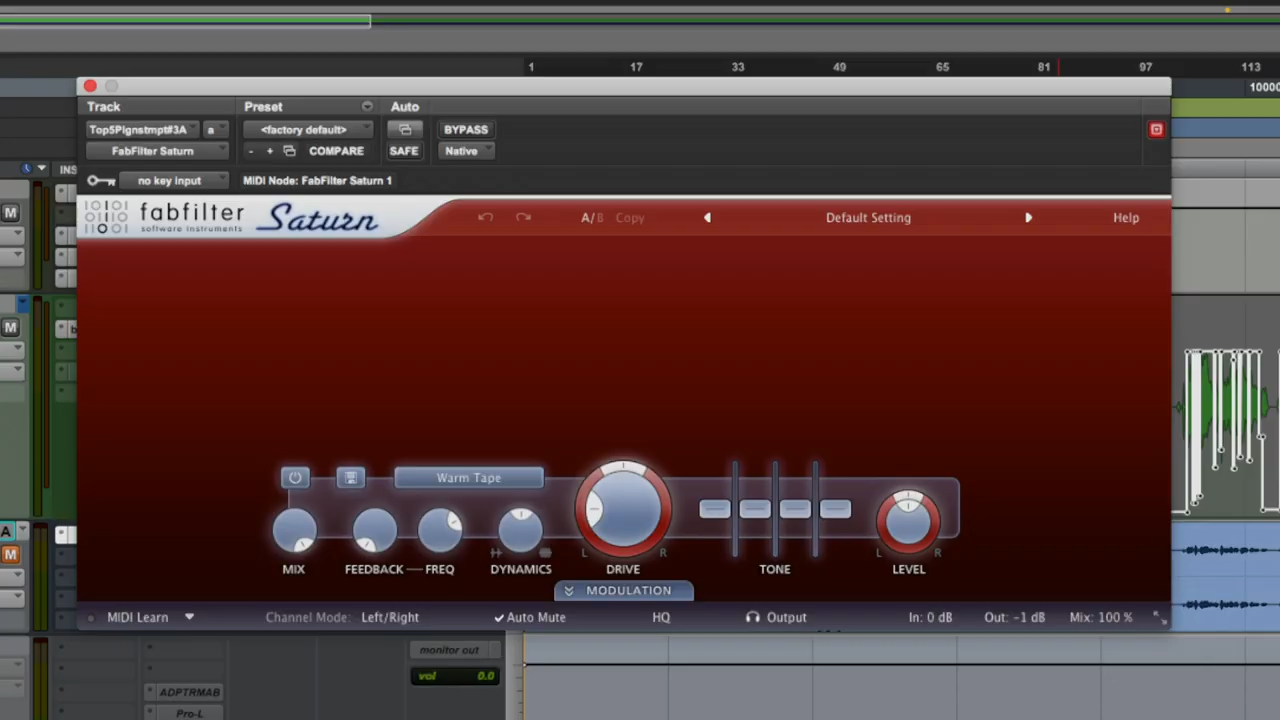 1 17 33 49 65 81 97 113
10000
Track Preset Auto
Top5Plgnstmpt#3A a <factory default> BYPASS
FabFilter Saturn - + COMPARE SAFE Native
INS
no key input MIDI Node: FabFilter Saturn 1
M
fabfilter Saturn
software instruments
A/B Copy Default Setting Help
M
b
Warm Tape
A
M
L R L R
MIX FEEDBACK FREQ DYNAMICS DRIVE TONE LEVEL
MODULATION
MIDI Learn Channel Mode: Left/Right Auto Mute HQ Output In: 0 dB Out: -1 dB Mix: 100 %
monitor out
vol 0.0
ADPTRMAB
Pro-L